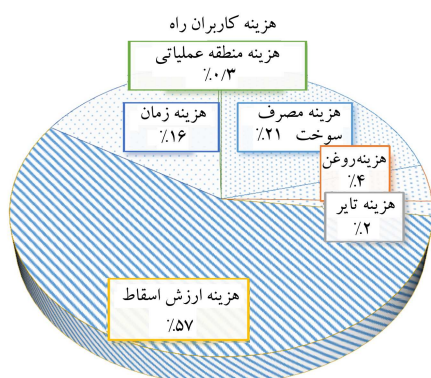 هزینه کاربران راه
هزینه منطقه عملیاتی
٪۰/۳
هزینه زمان
٪۱۶
هزینه مصرف
سوخت ٪۲۱
هزینه‌روغن
٪۴
هزینه تایر
٪۲
هزینه ارزش اسقاط
٪۵۷